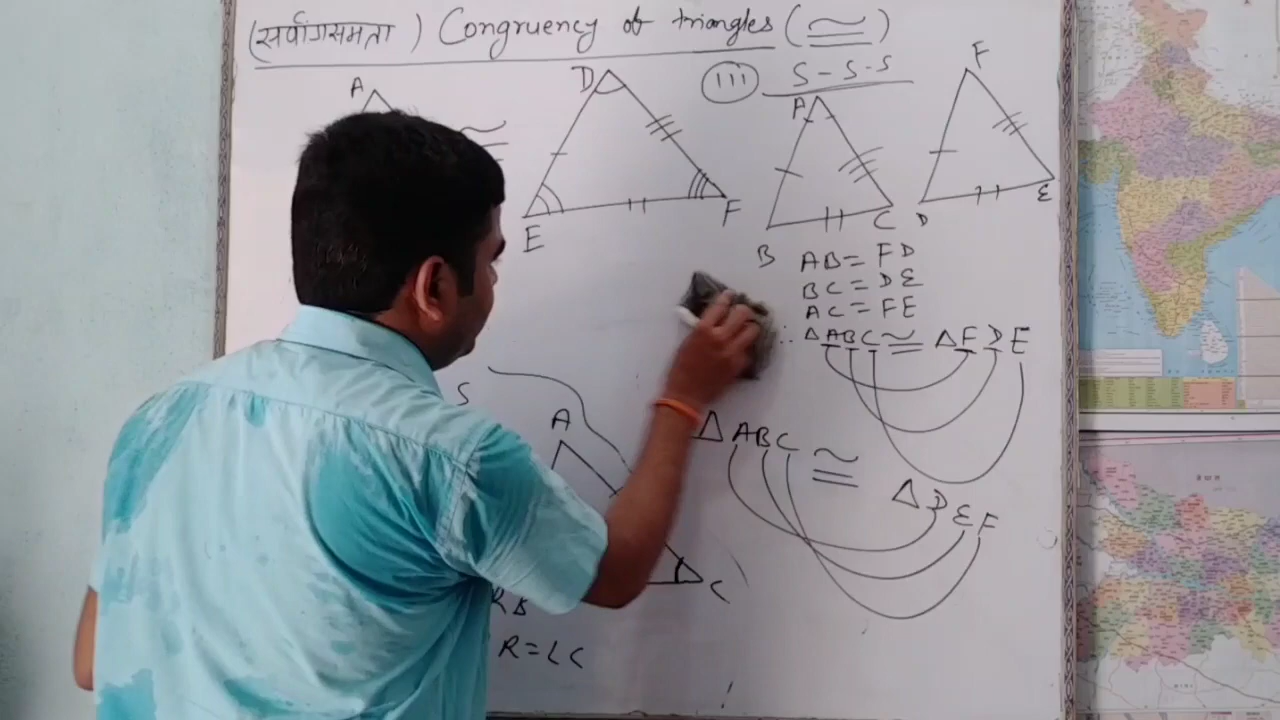 (सर्वांगसमता) Congruency of triangles (≅)
(III) S-S-S
A
≅
D
E
F
A
B
C
F
D
E
AB = FD
BC = DE
AC = FE
∴ △ABC ≅ △FDE
△ABC ≅ △DEF
S
A
C
R = ∠C